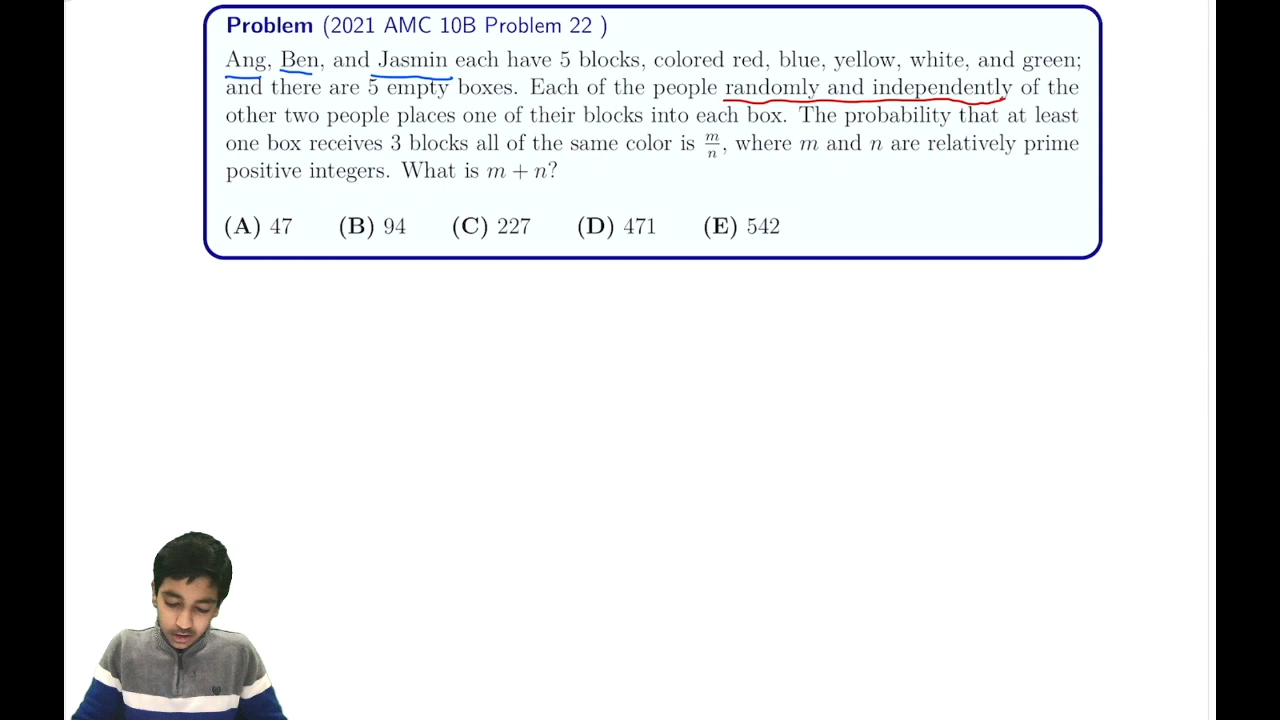 Problem (2021 AMC 10B Problem 22 )
Ang, Ben, and Jasmin each have 5 blocks, colored red, blue, yellow, white, and green;
and there are 5 empty boxes. Each of the people randomly and independently of the
other two people places one of their blocks into each box. The probability that at least
one box receives 3 blocks all of the same color is m/n, where m and n are relatively prime
positive integers. What is m + n?
(A) 47 (B) 94 (C) 227 (D) 471 (E) 542